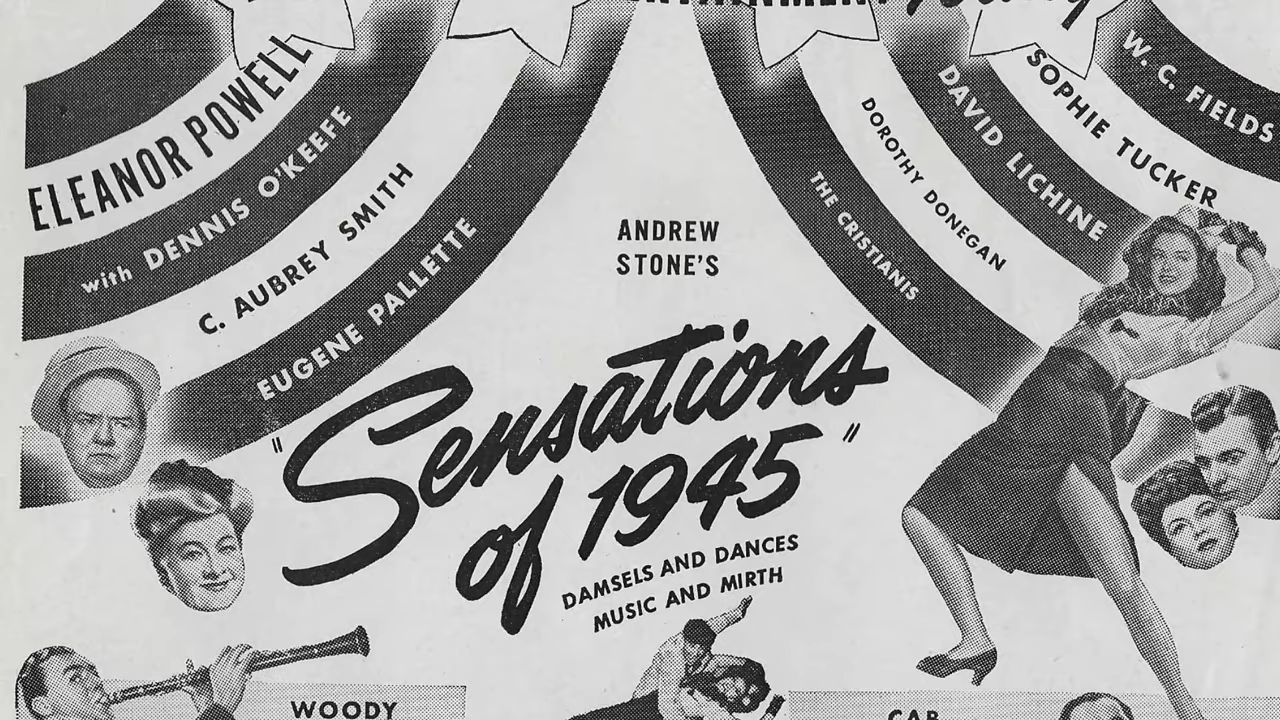 ELEANOR POWELL
with DENNIS O'KEEFE
C. AUBREY SMITH
EUGENE PALLETTE
W. C. FIELDS
SOPHIE TUCKER
DAVID LICHINE
DOROTHY DONEGAN
THE CRISTIANIS
ANDREW
STONE'S
"Sensations
of 1945"
DAMSELS AND DANCES
MUSIC AND MIRTH
WOODY
CAB